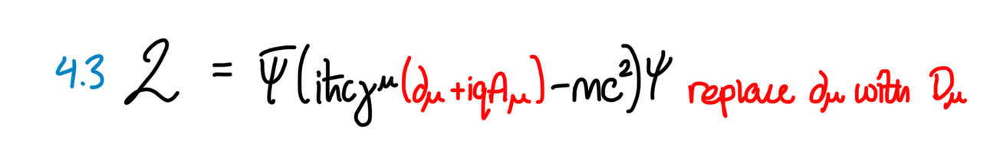 4.3 ℒ = ψ̄(iħcγ^μ(∂_μ+iqA_μ)-mc²)ψ replace ∂_μ with D_μ